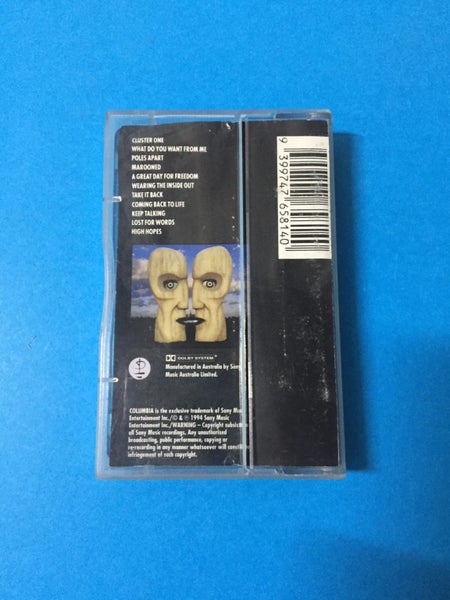 CLUSTER ONE
WHAT DO YOU WANT FROM ME
POLES APART
MAROONED
A GREAT DAY FOR FREEDOM
WEARING THE INSIDE OUT
TAKE IT BACK
COMING BACK TO LIFE
KEEP TALKING
LOST FOR WORDS
HIGH HOPES
DOLBY SYSTEM
Manufactured in Australia by Sony
Music Australia Limited.
COLUMBIA is the exclusive trademark of Sony Music
Entertainment Inc./© & ℗ 1994 Sony Music
Entertainment Inc./WARNING – Copyright subsists
all Sony Music recordings. Any unauthorised
broadcasting, public performance, copying or
re-recording in any manner whatsoever will constitute
infringement of such copyright.
9 399747 658140